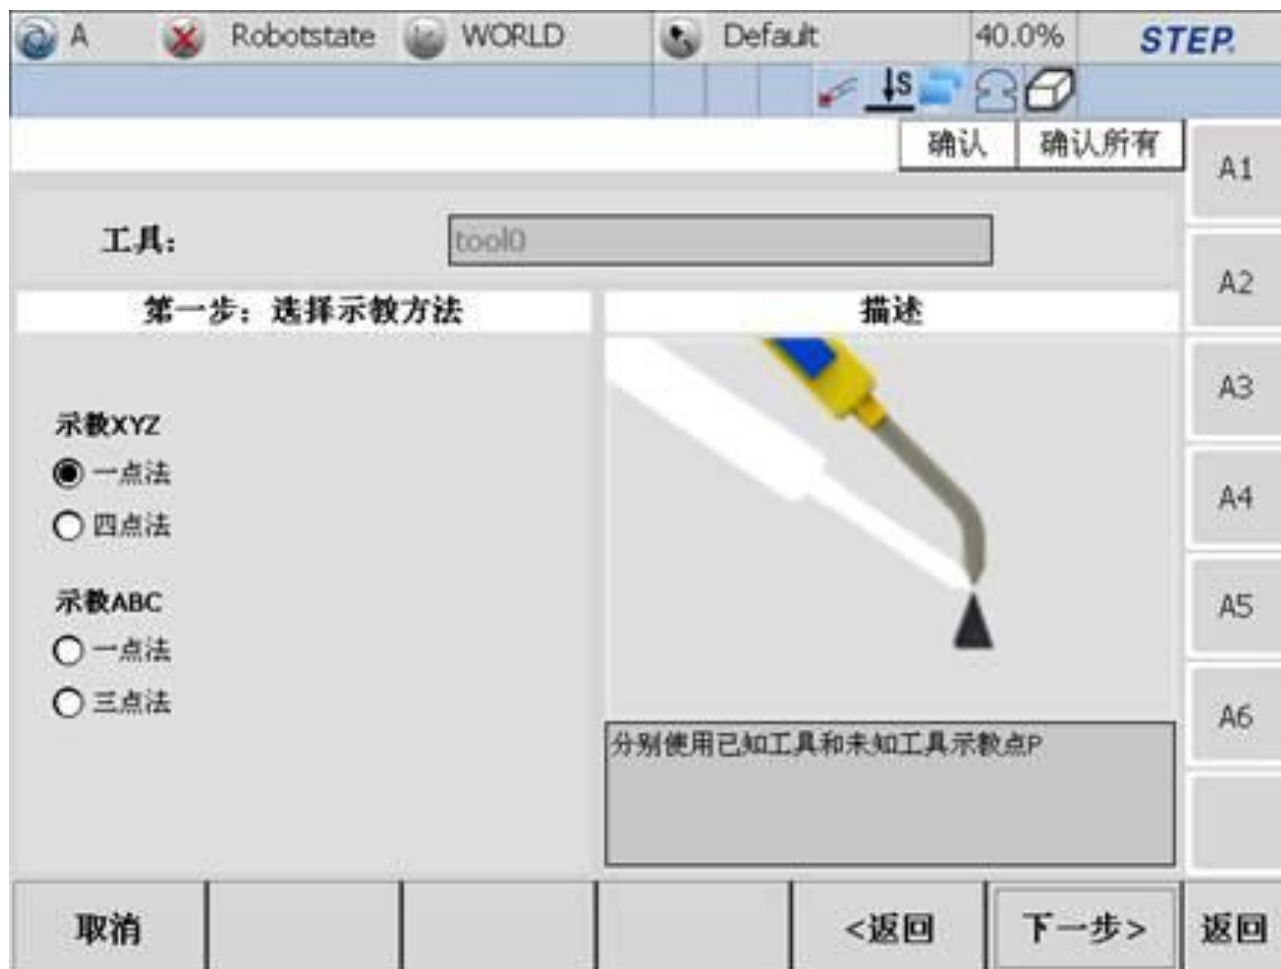 A Robotstate WORLD Default 40.0% STEP.
S
确认 确认所有
A1
工具: tool0
A2
第一步: 选择示教方法 描述
A3
示教XYZ
一点法
A4
四点法
示教ABC
A5
一点法
三点法
A6
分别使用已知工具和未知工具示教点P
取消 <返回 下一步> 返回